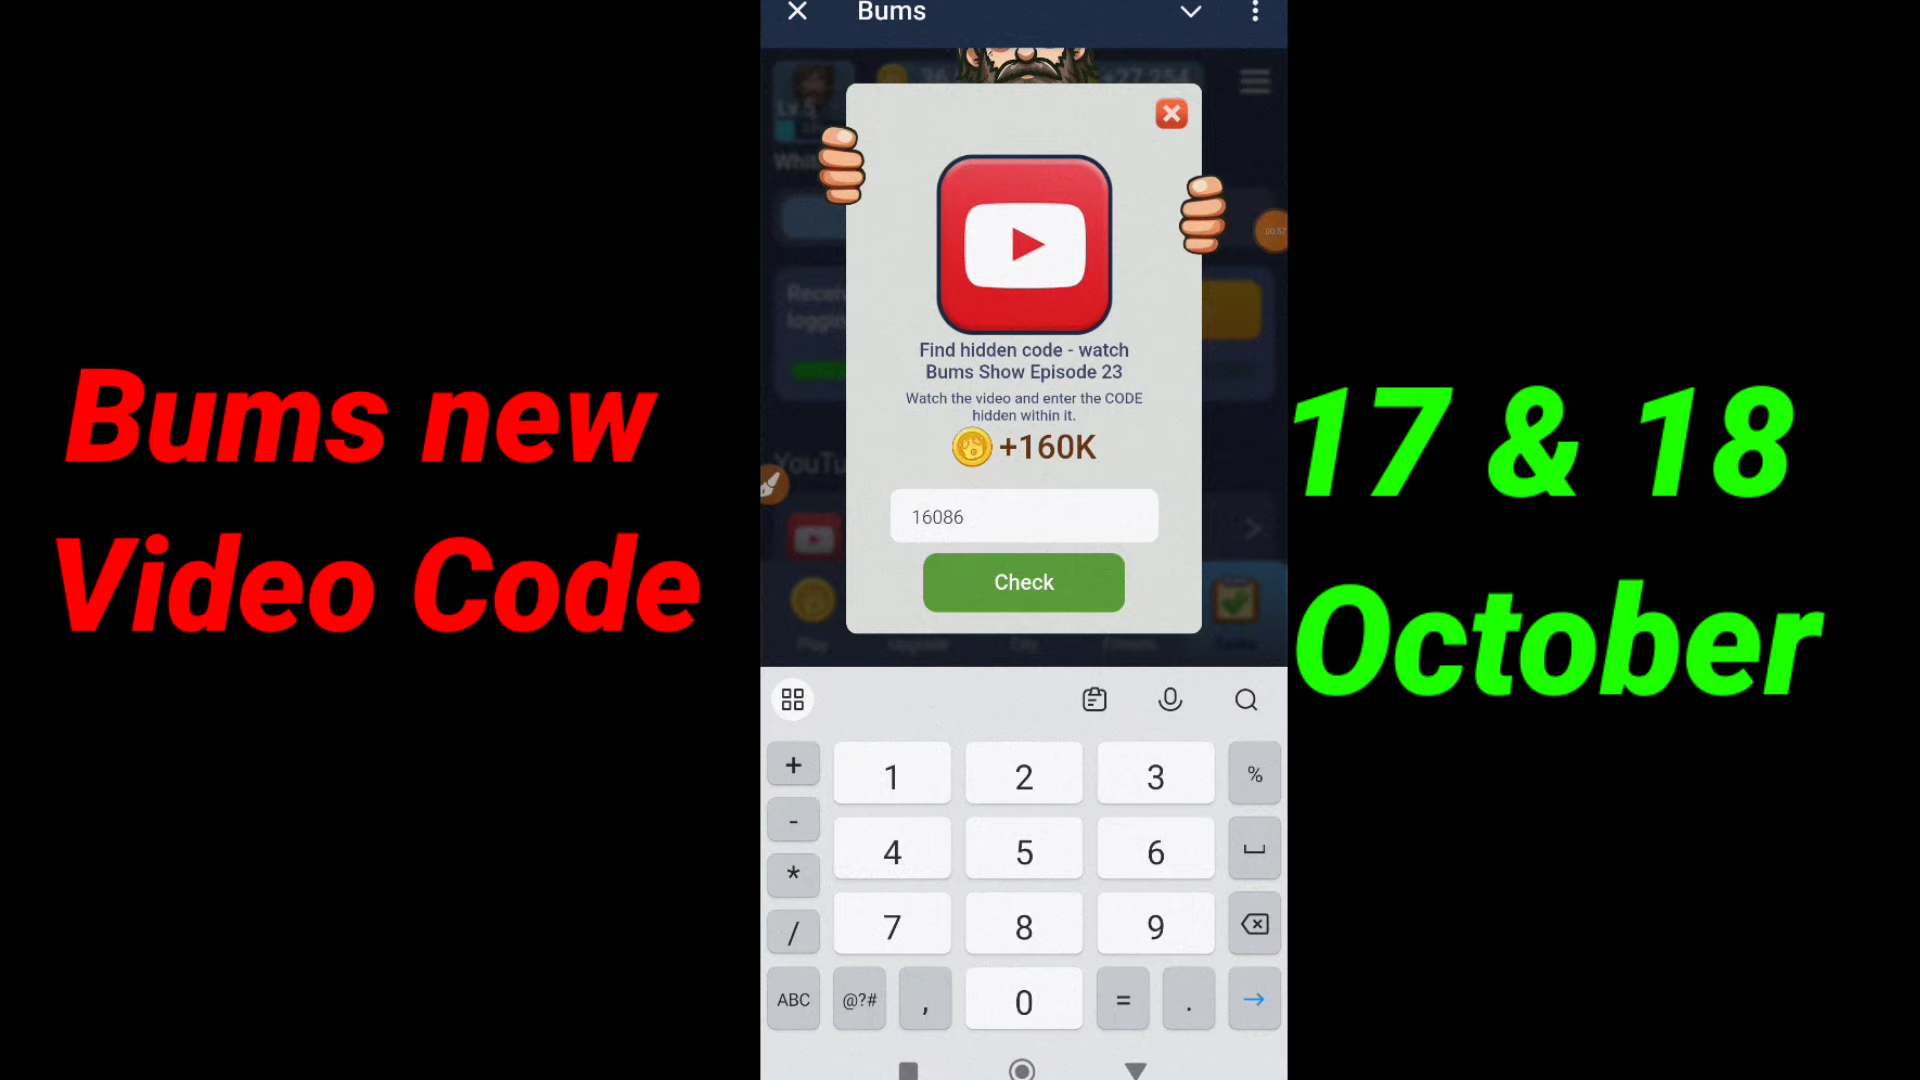 Bums
Lv.5
Find hidden code - watch
Bums Show Episode 23
Watch the video and enter the CODE
hidden within it.
+160K
16086
Check
Bums new
Video Code
17 & 18
October
+ 1 2 3 %
- 4 5 6
*
/ 7 8 9
ABC @?# , 0 = . →